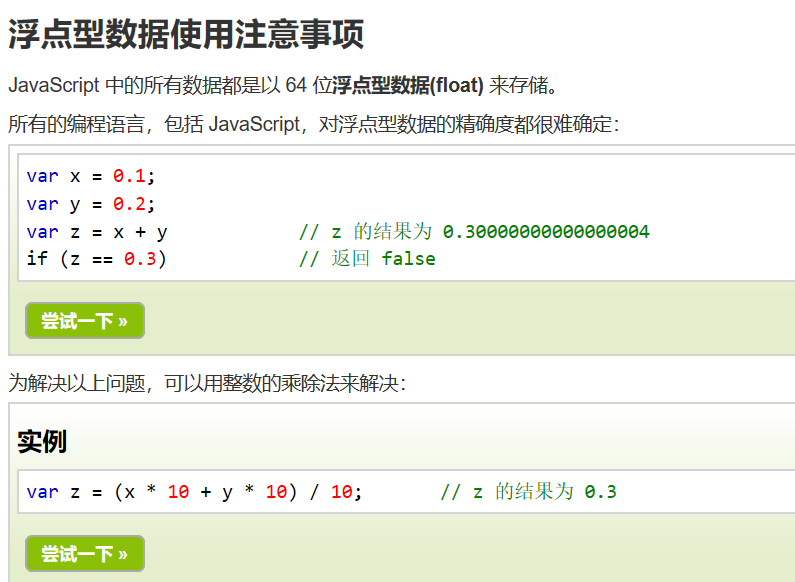 浮点型数据使用注意事项
JavaScript 中的所有数据都是以 64 位浮点型数据(float) 来存储。
所有的编程语言，包括 JavaScript，对浮点型数据的精确度都很难确定：
var x = 0.1;
var y = 0.2;
var z = x + y            // z 的结果为 0.30000000000000004
if (z == 0.3)            // 返回 false
尝试一下 »
为解决以上问题，可以用整数的乘除法来解决：
实例
var z = (x * 10 + y * 10) / 10;       // z 的结果为 0.3
尝试一下 »